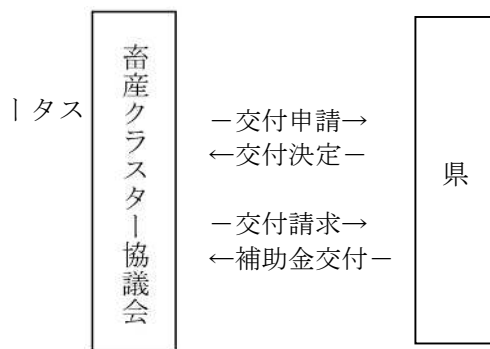 ータス
畜産クラスター協議会
－交付申請→
←交付決定－
－交付請求→
←補助金交付－
県